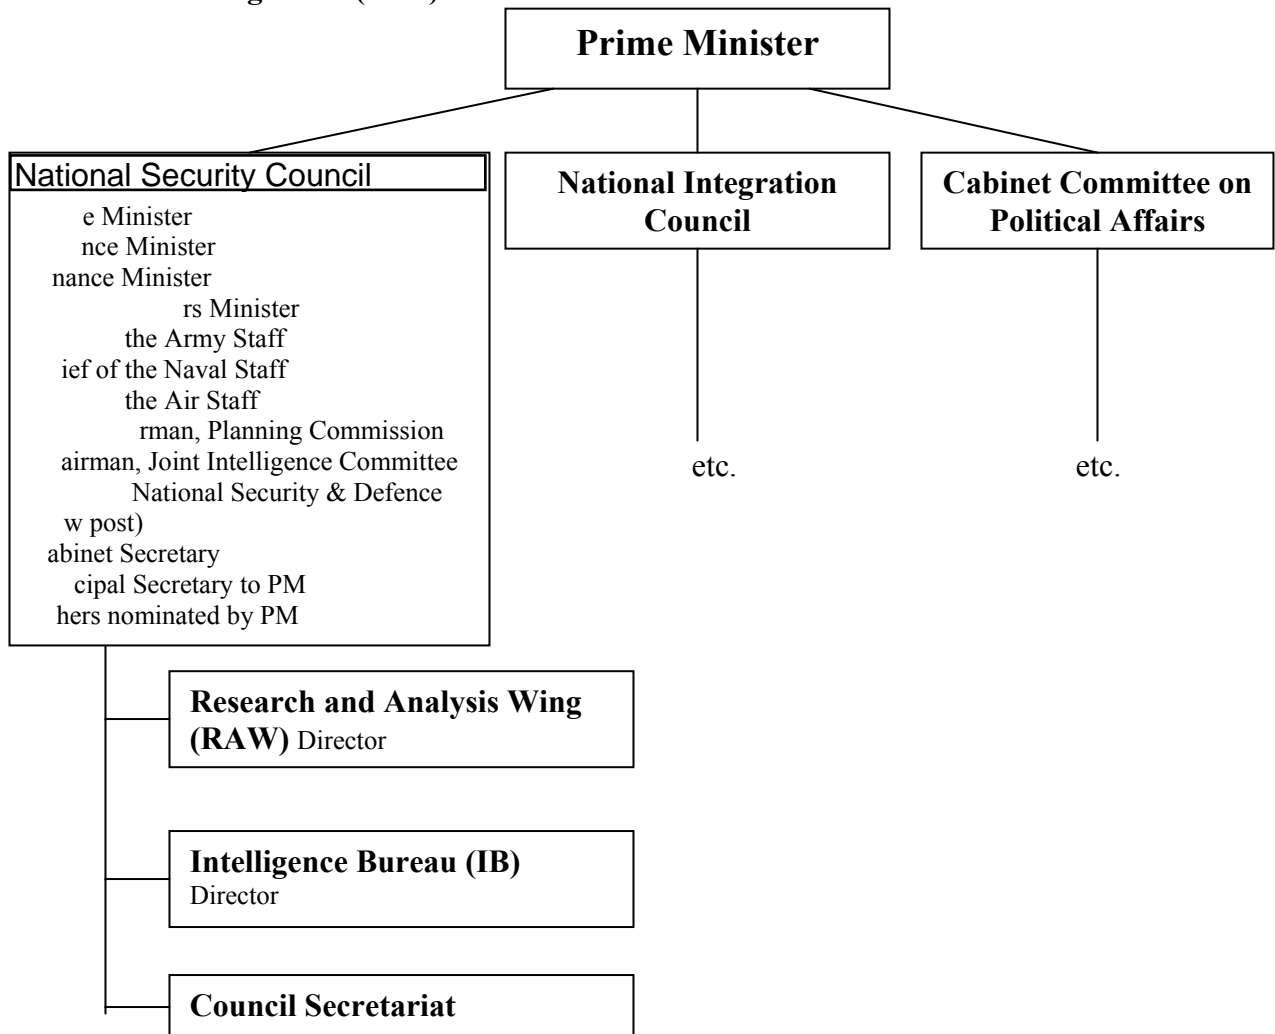 Prime Minister
National Security Council
e Minister
nce Minister
nance Minister
rs Minister
the Army Staff
ief of the Naval Staff
the Air Staff
rman, Planning Commission
airman, Joint Intelligence Committee
National Security & Defence
w post)
abinet Secretary
cipal Secretary to PM
hers nominated by PM
National Integration
Council
etc.
Cabinet Committee on
Political Affairs
etc.
Research and Analysis Wing
(RAW) Director
Intelligence Bureau (IB)
Director
Council Secretariat